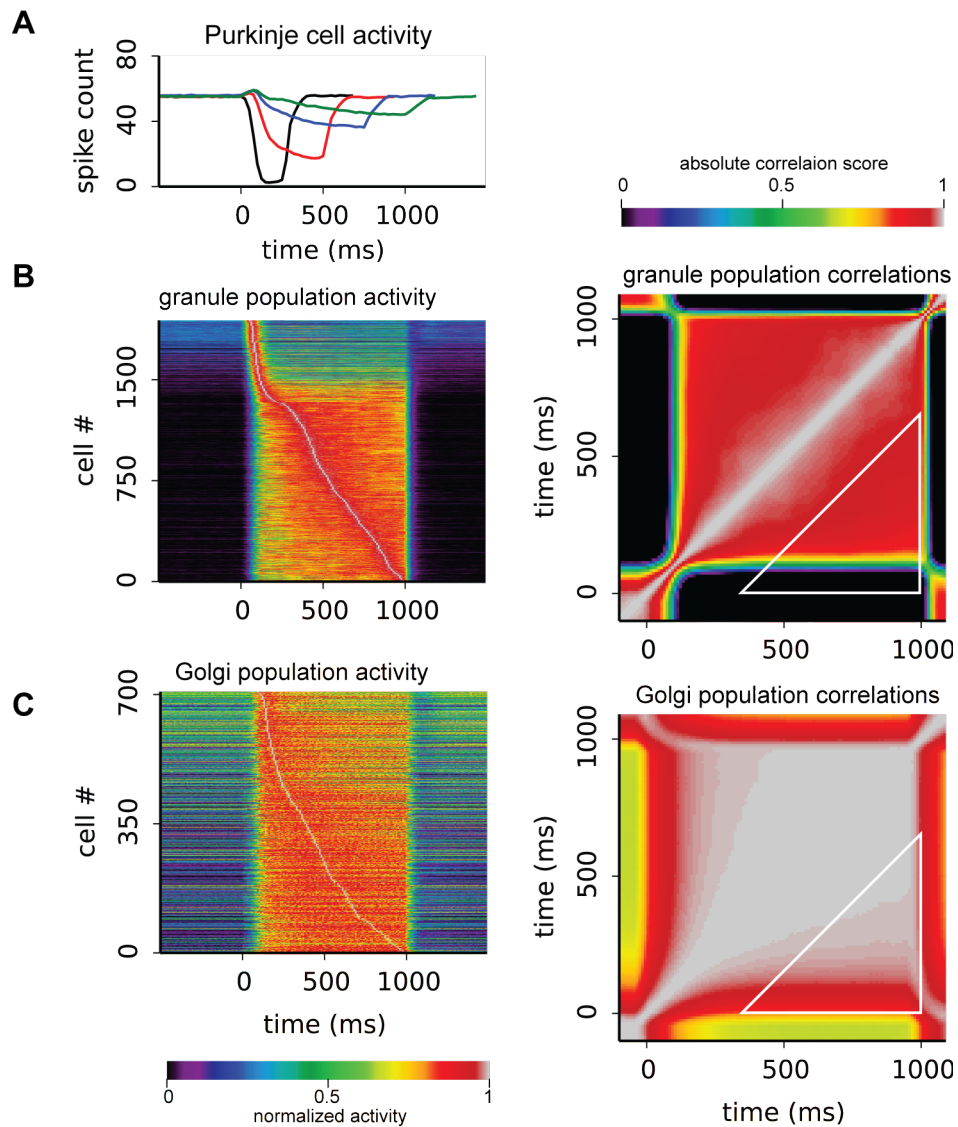 A
Purkinje cell activity
spike count
80
40
0
0 500 1000
time (ms)
absolute correlaion score
0 0.5 1
B
granule population activity
cell #
1500
750
0
0 500 1000
granule population correlations
time (ms)
1000
500
0
0 500 1000
C
Golgi population activity
cell #
700
350
0
0 500 1000
time (ms)
0 0.5 1
normalized activity
Golgi population correlations
time (ms)
1000
500
0
0 500 1000
time (ms)